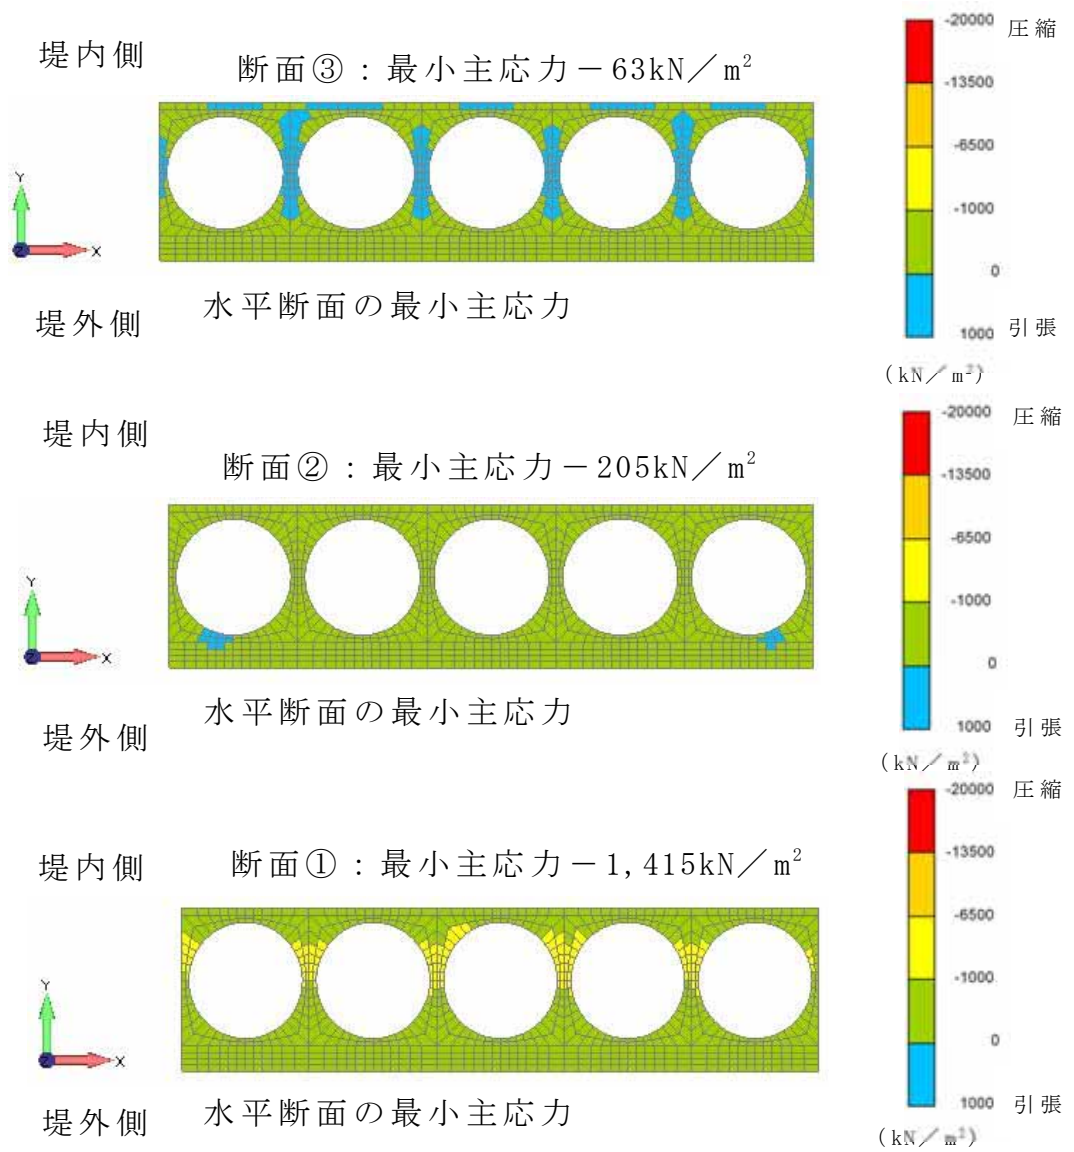 堤内側
断面③：最小主応力－63kN／m²
Y
Z
X
堤外側
水平断面の最小主応力
-20000 圧縮
-13500
-6500
-1000
0
1000 引張
(kN／m²)
堤内側
断面②：最小主応力－205kN／m²
Y
Z
X
堤外側
水平断面の最小主応力
-20000 圧縮
-13500
-6500
-1000
0
1000 引張
(kN／m²)
堤内側
断面①：最小主応力－1,415kN／m²
Y
Z
X
堤外側
水平断面の最小主応力
-20000 圧縮
-13500
-6500
-1000
0
1000 引張
(kN／m²)